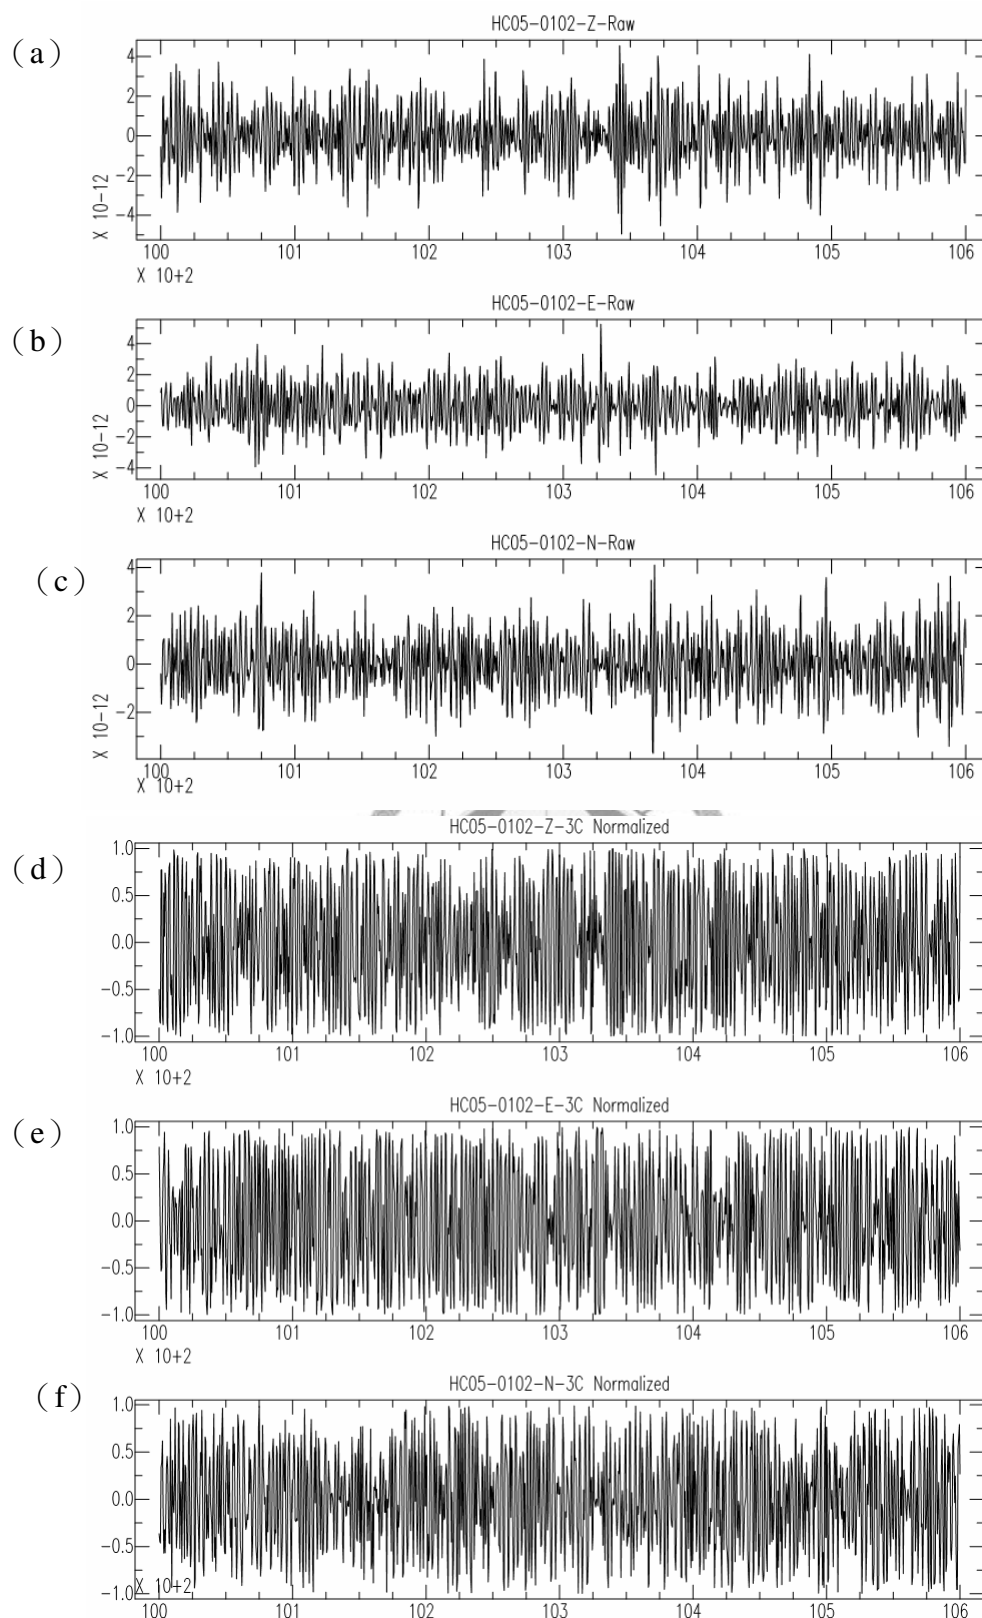 (a)
HC05-0102-Z-Raw
4
2
0
-2
-4
X 10-12
100 101 102 103 104 105 106
X 10+2
(b)
HC05-0102-E-Raw
4
2
0
-2
-4
X 10-12
100 101 102 103 104 105 106
X 10+2
(c)
HC05-0102-N-Raw
4
2
0
-2
X 10-12
100 101 102 103 104 105 106
X 10+2
(d)
HC05-0102-Z-3C Normalized
1.0
0.5
0.0
-0.5
-1.0
100 101 102 103 104 105 106
X 10+2
(e)
HC05-0102-E-3C Normalized
1.0
0.5
0.0
-0.5
-1.0
100 101 102 103 104 105 106
X 10+2
(f)
HC05-0102-N-3C Normalized
1.0
0.5
0.0
-0.5
-1.0
X 10+2
100 101 102 103 104 105 106